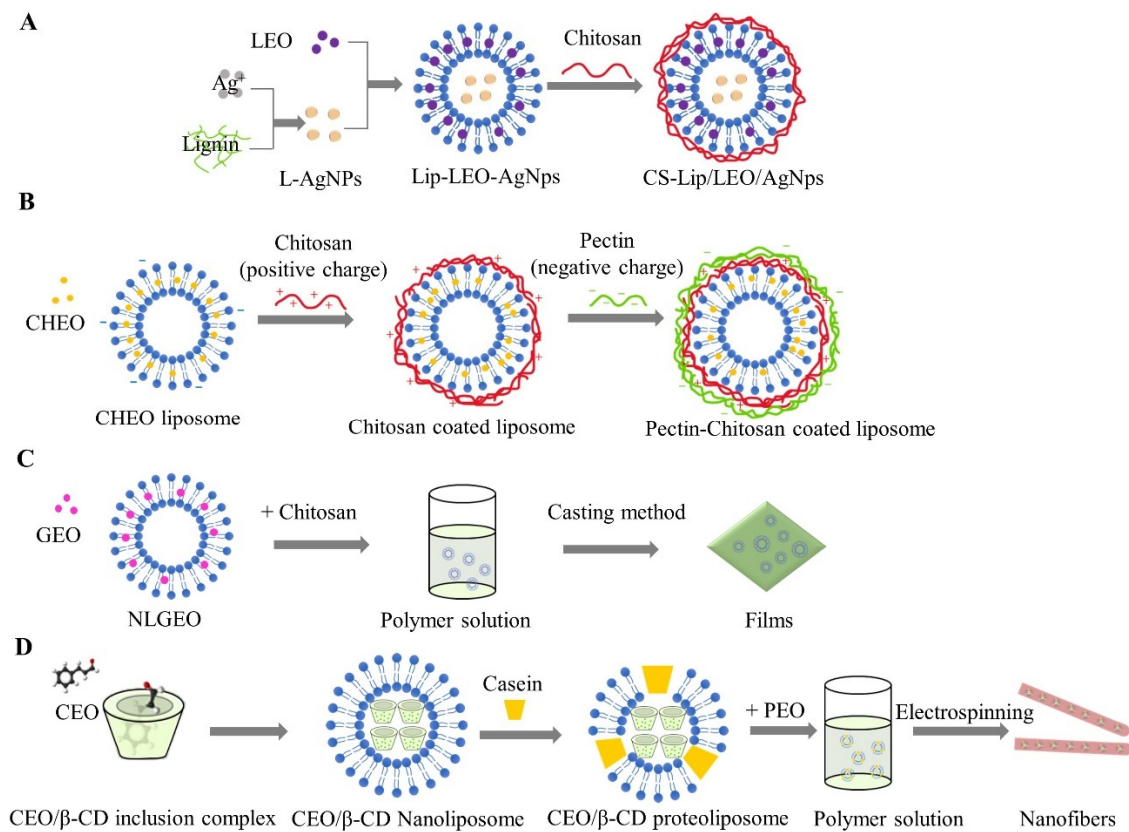 A
LEO
Ag+
Lignin
Chitosan
L-AgNPs
Lip-LEO-AgNps
CS-Lip/LEO/AgNps
B
CHEO
Chitosan
(positive charge)
+ + + +
Pectin
(negative charge)
CHEO liposome
Chitosan coated liposome
Pectin-Chitosan coated liposome
C
GEO
+ Chitosan
Casting method
NLGEO
Polymer solution
Films
D
CEO
Casein
+ PEO
Electrospinning
CEO/β-CD inclusion complex
CEO/β-CD Nanoliposome
CEO/β-CD proteoliposome
Polymer solution
Nanofibers